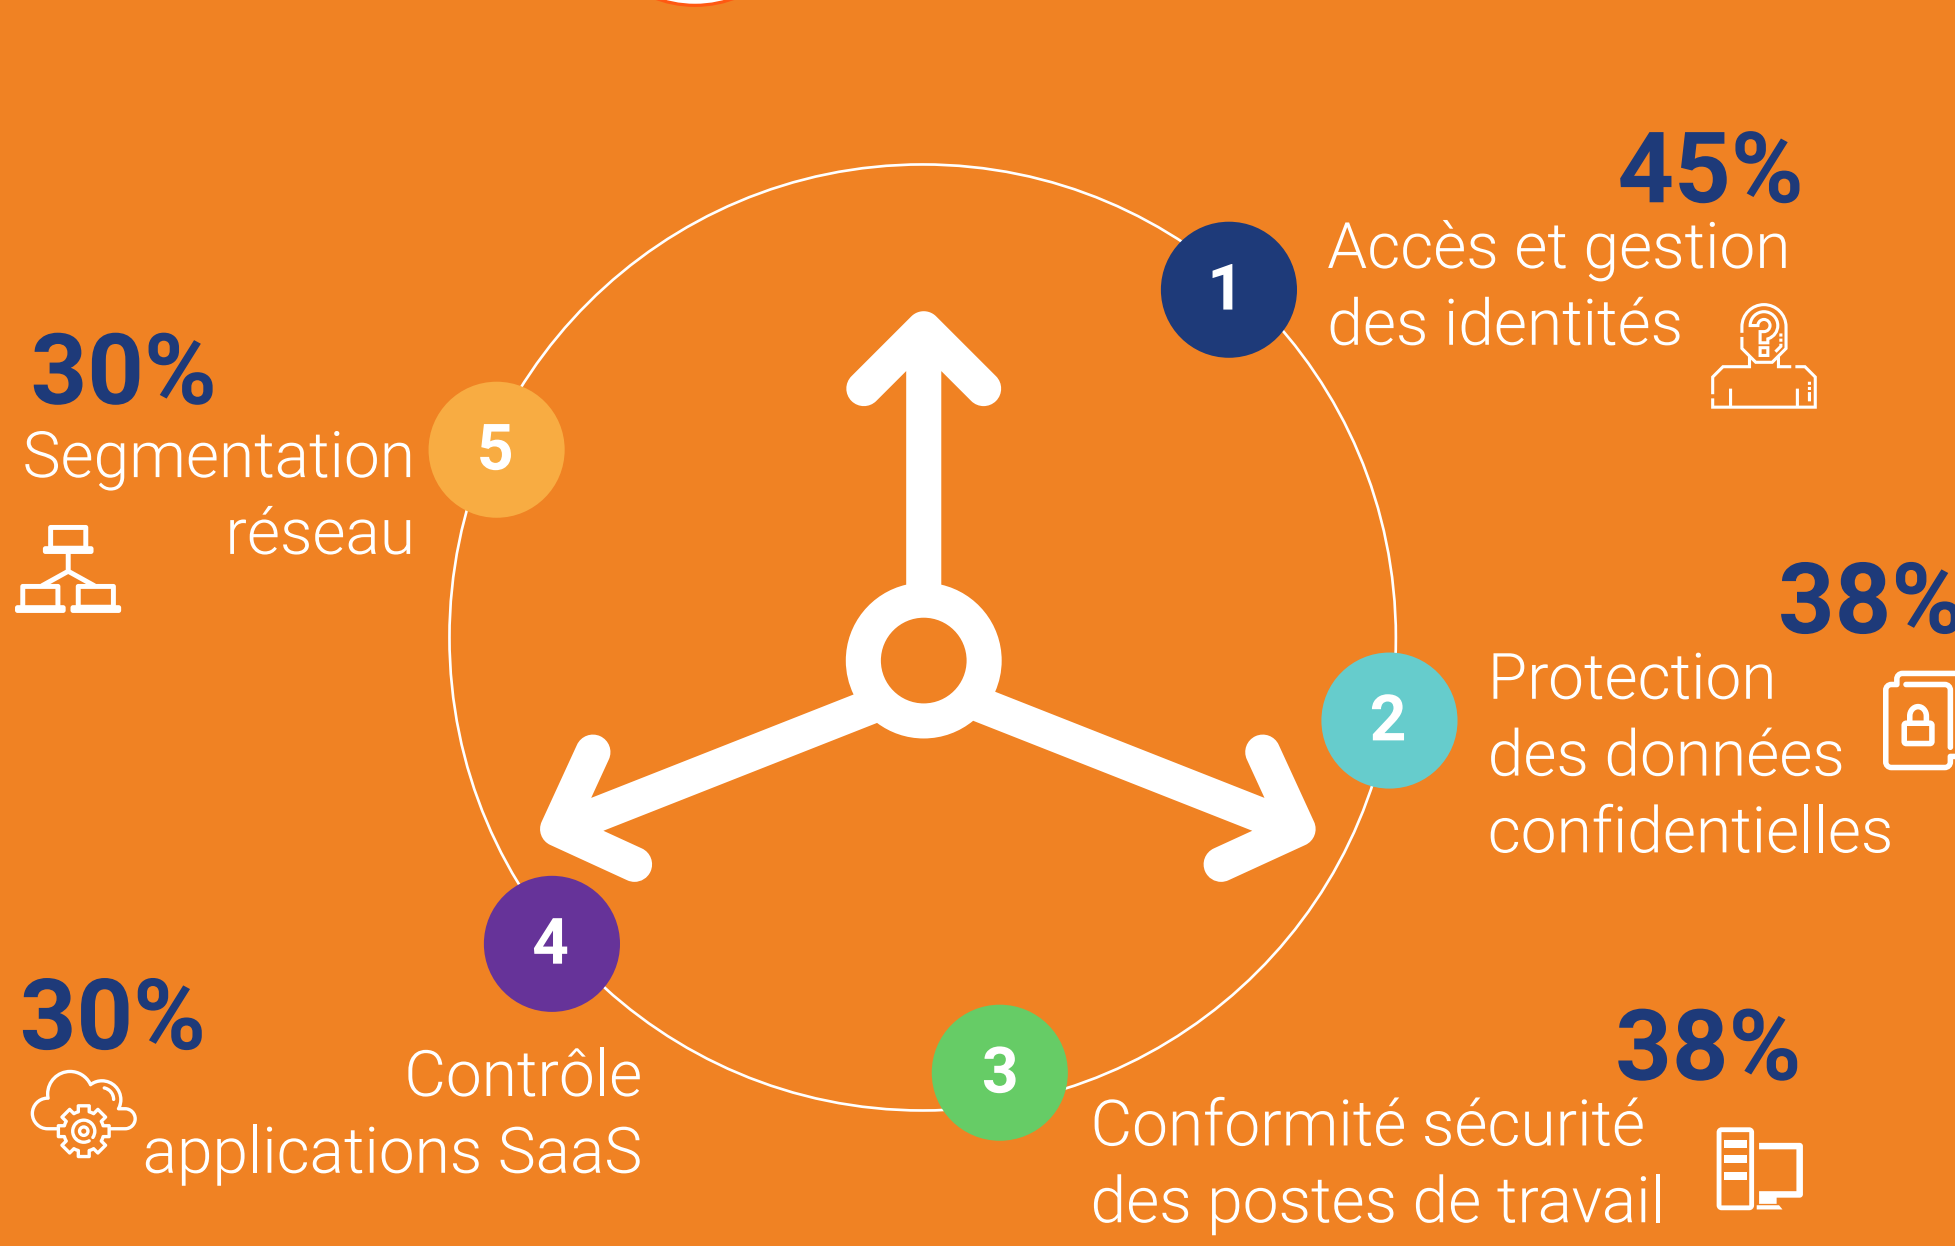 45%
1
Accès et gestion
des identités
38%
2
Protection
des données
confidentielles
38%
3
Conformité sécurité
des postes de travail
30%
4
Contrôle
applications SaaS
30%
5
Segmentation
réseau